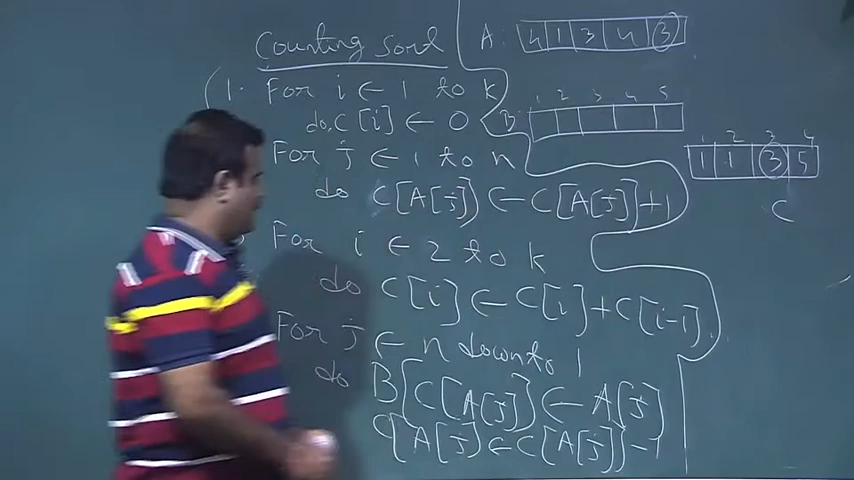 Counting Sord
1. For i ← 1 to k
do C[i] ← 0
For j ← 1 to n
do C[A[j]] ← C[A[j]]+1
For i ← 2 to k
do C[i] ← C[i]+C[i-1]
For j ← n downto 1
do B[C[A[j]] ← A[j]
C[A[j] ← C[A[j]]-1
A: 4 1 3 4 3
1 2 3 4 5
B:
1 2 3 4
1 1 3 5
C